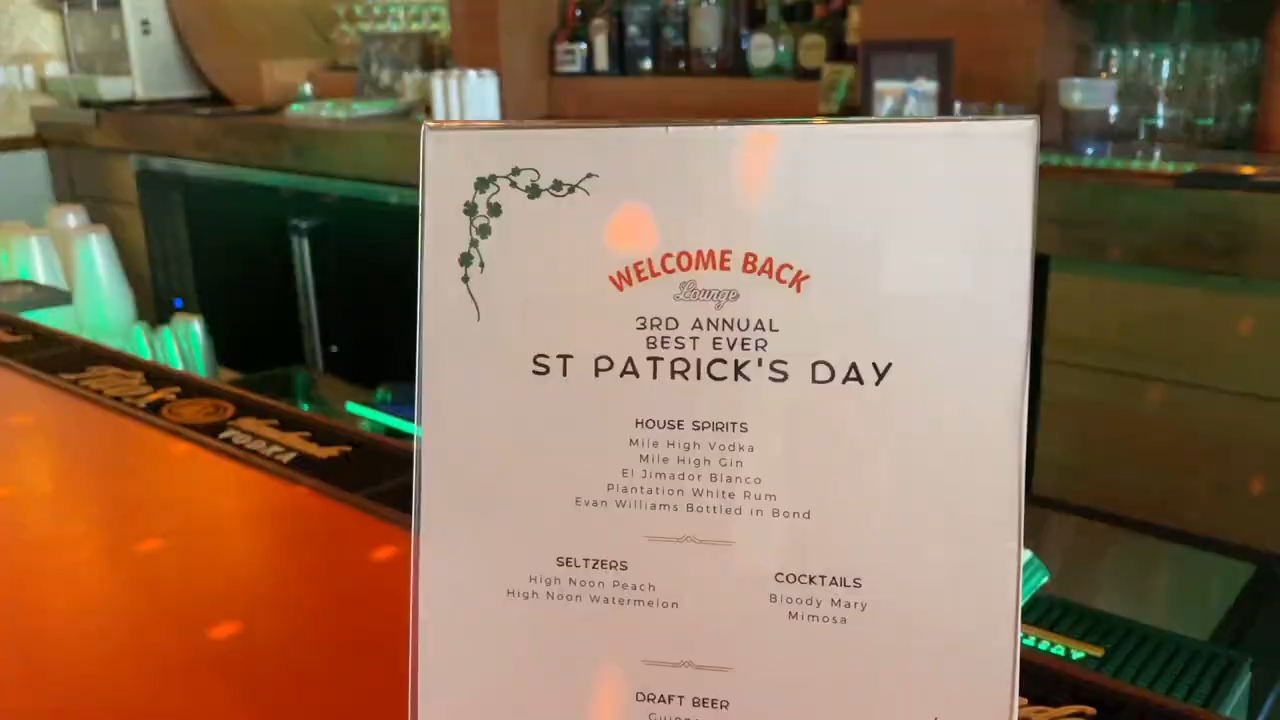 WELCOME BACK
Lounge
3RD ANNUAL
BEST EVER
ST PATRICK'S DAY
HOUSE SPIRITS
Mile High Vodka
Mile High Gin
El Jimador Blanco
Plantation White Rum
Evan Williams Bottled in Bond
SELTZERS
High Noon Peach
High Noon Watermelon
COCKTAILS
Bloody Mary
Mimosa
DRAFT BEER
Tito's
Handmade
VODKA